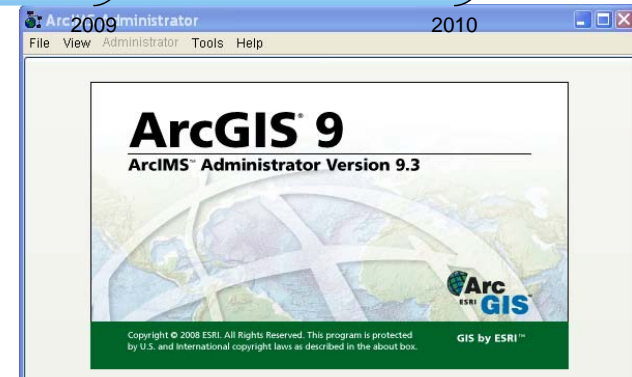 2009 2010
File View Administrator Tools Help
ArcGIS® 9
ArcIMS™ Administrator Version 9.3
Arc
ESRI GIS
Copyright © 2008 ESRI. All Rights Reserved. This program is protected
by U.S. and International copyright laws as described in the about box.
GIS by ESRI™